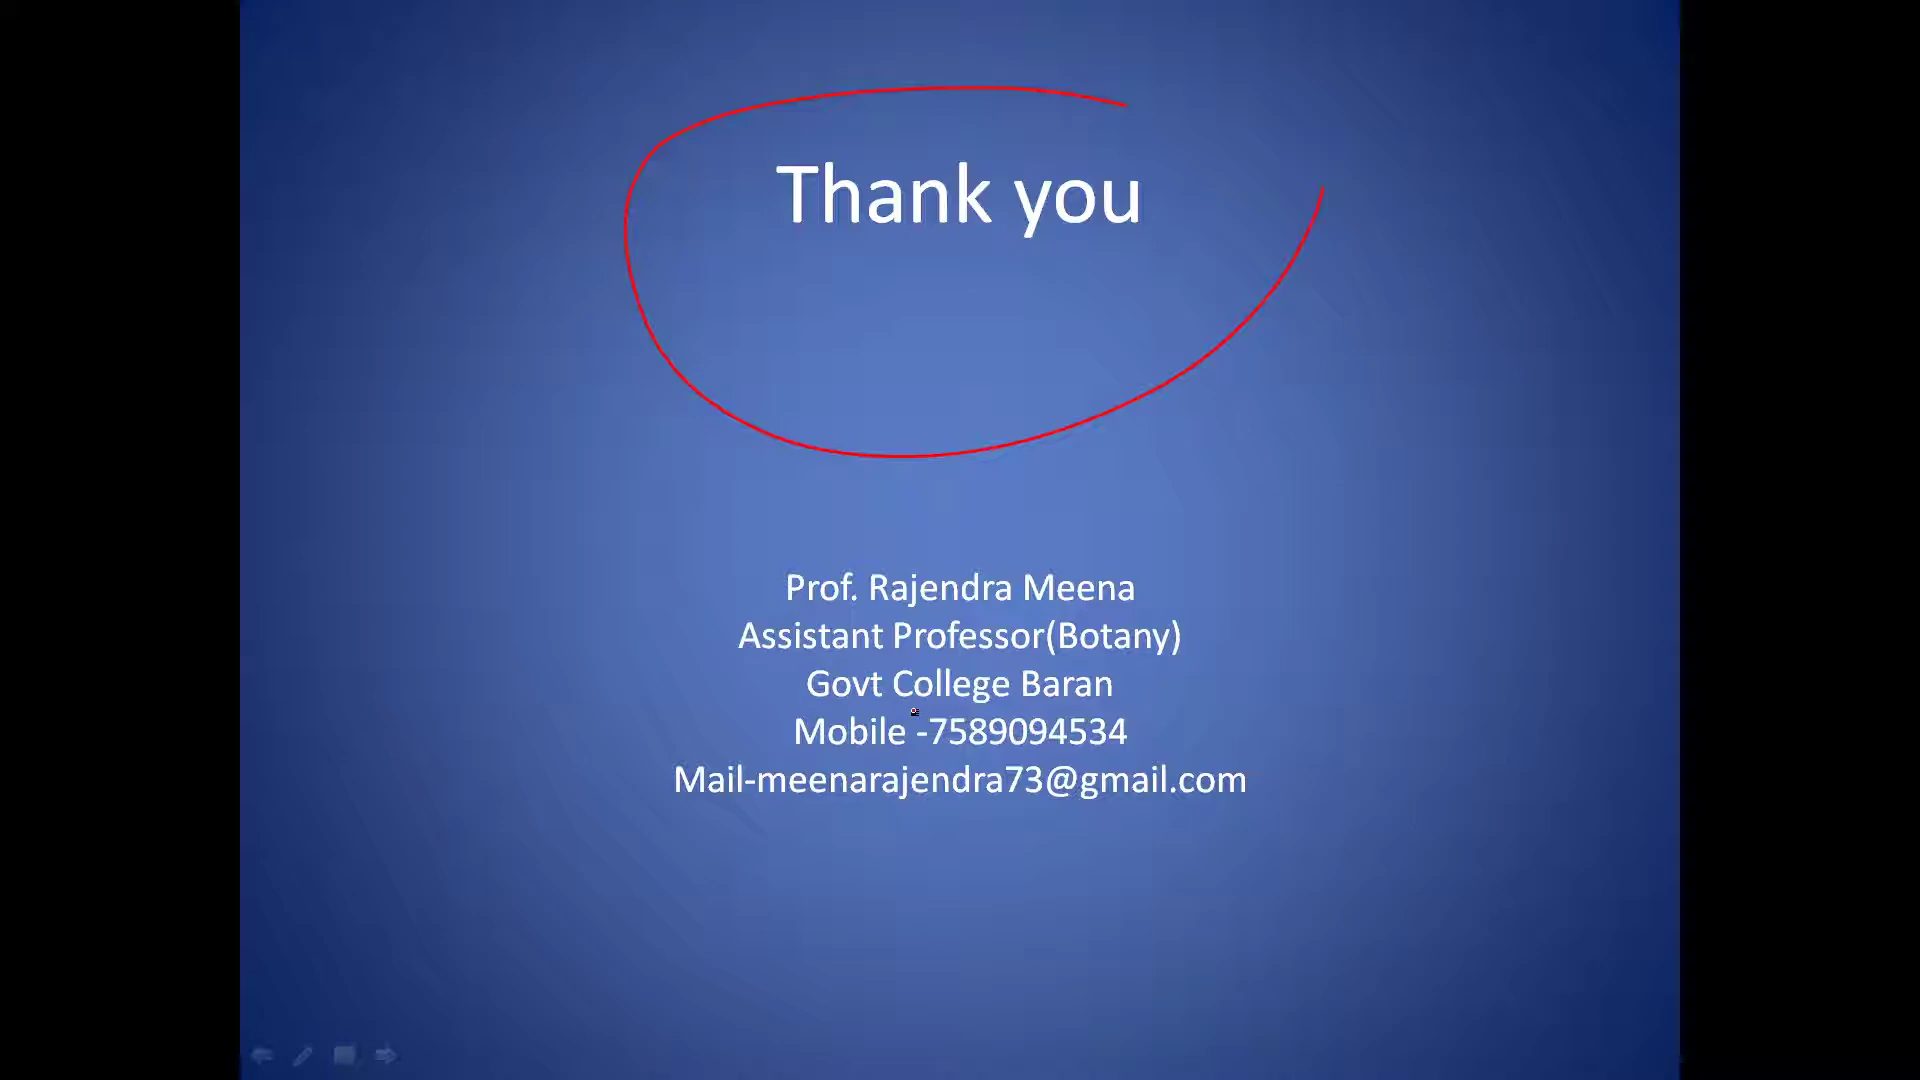 Thank you
Prof. Rajendra Meena
Assistant Professor(Botany)
Govt College Baran
Mobile -7589094534
Mail-meenarajendra73@gmail.com